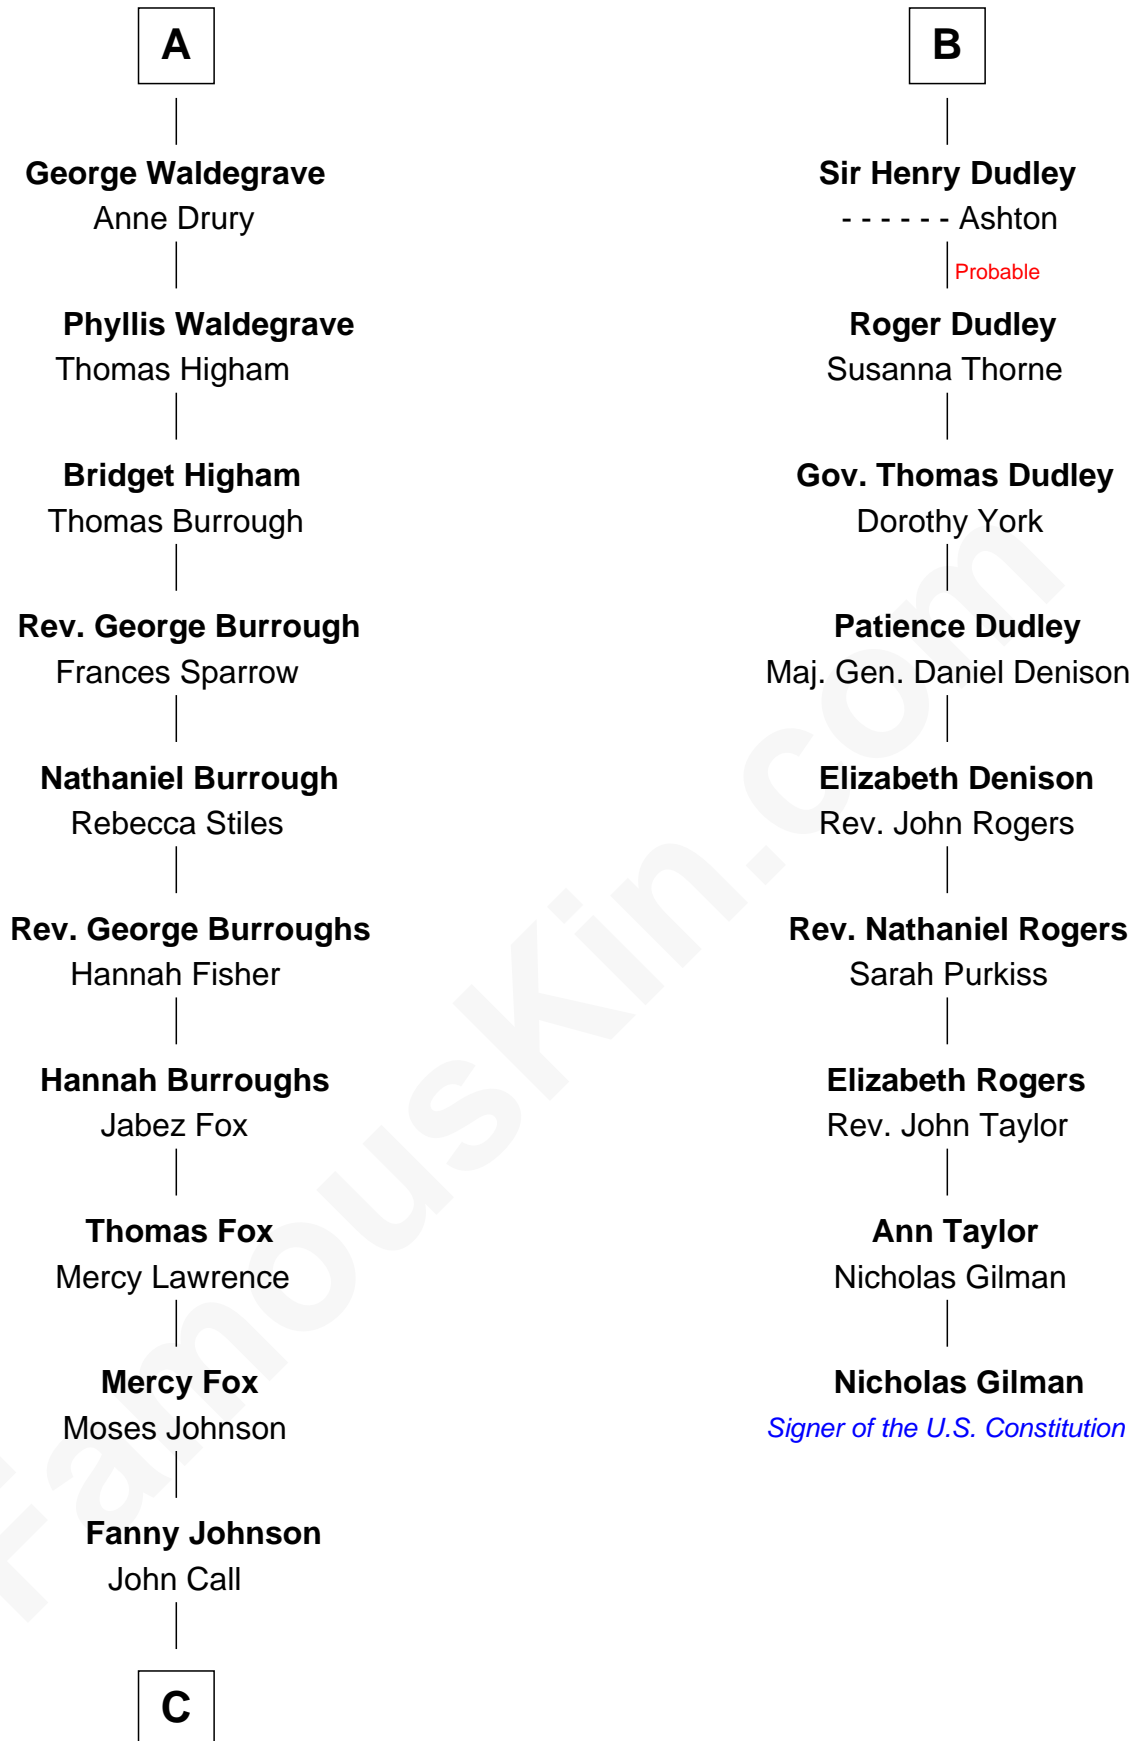 A
George Waldegrave
Anne Drury
Phyllis Waldegrave
Thomas Higham
Bridget Higham
Thomas Burrough
Rev. George Burrough
Frances Sparrow
Nathaniel Burrough
Rebecca Stiles
Rev. George Burroughs
Hannah Fisher
Hannah Burroughs
Jabez Fox
Thomas Fox
Mercy Lawrence
Mercy Fox
Moses Johnson
Fanny Johnson
John Call
C
B
Sir Henry Dudley
- - - - - - Ashton
Probable
Roger Dudley
Susanna Thorne
Gov. Thomas Dudley
Dorothy York
Patience Dudley
Maj. Gen. Daniel Denison
Elizabeth Denison
Rev. John Rogers
Rev. Nathaniel Rogers
Sarah Purkiss
Elizabeth Rogers
Rev. John Taylor
Ann Taylor
Nicholas Gilman
Nicholas Gilman
Signer of the U.S. Constitution
FamousKin.com